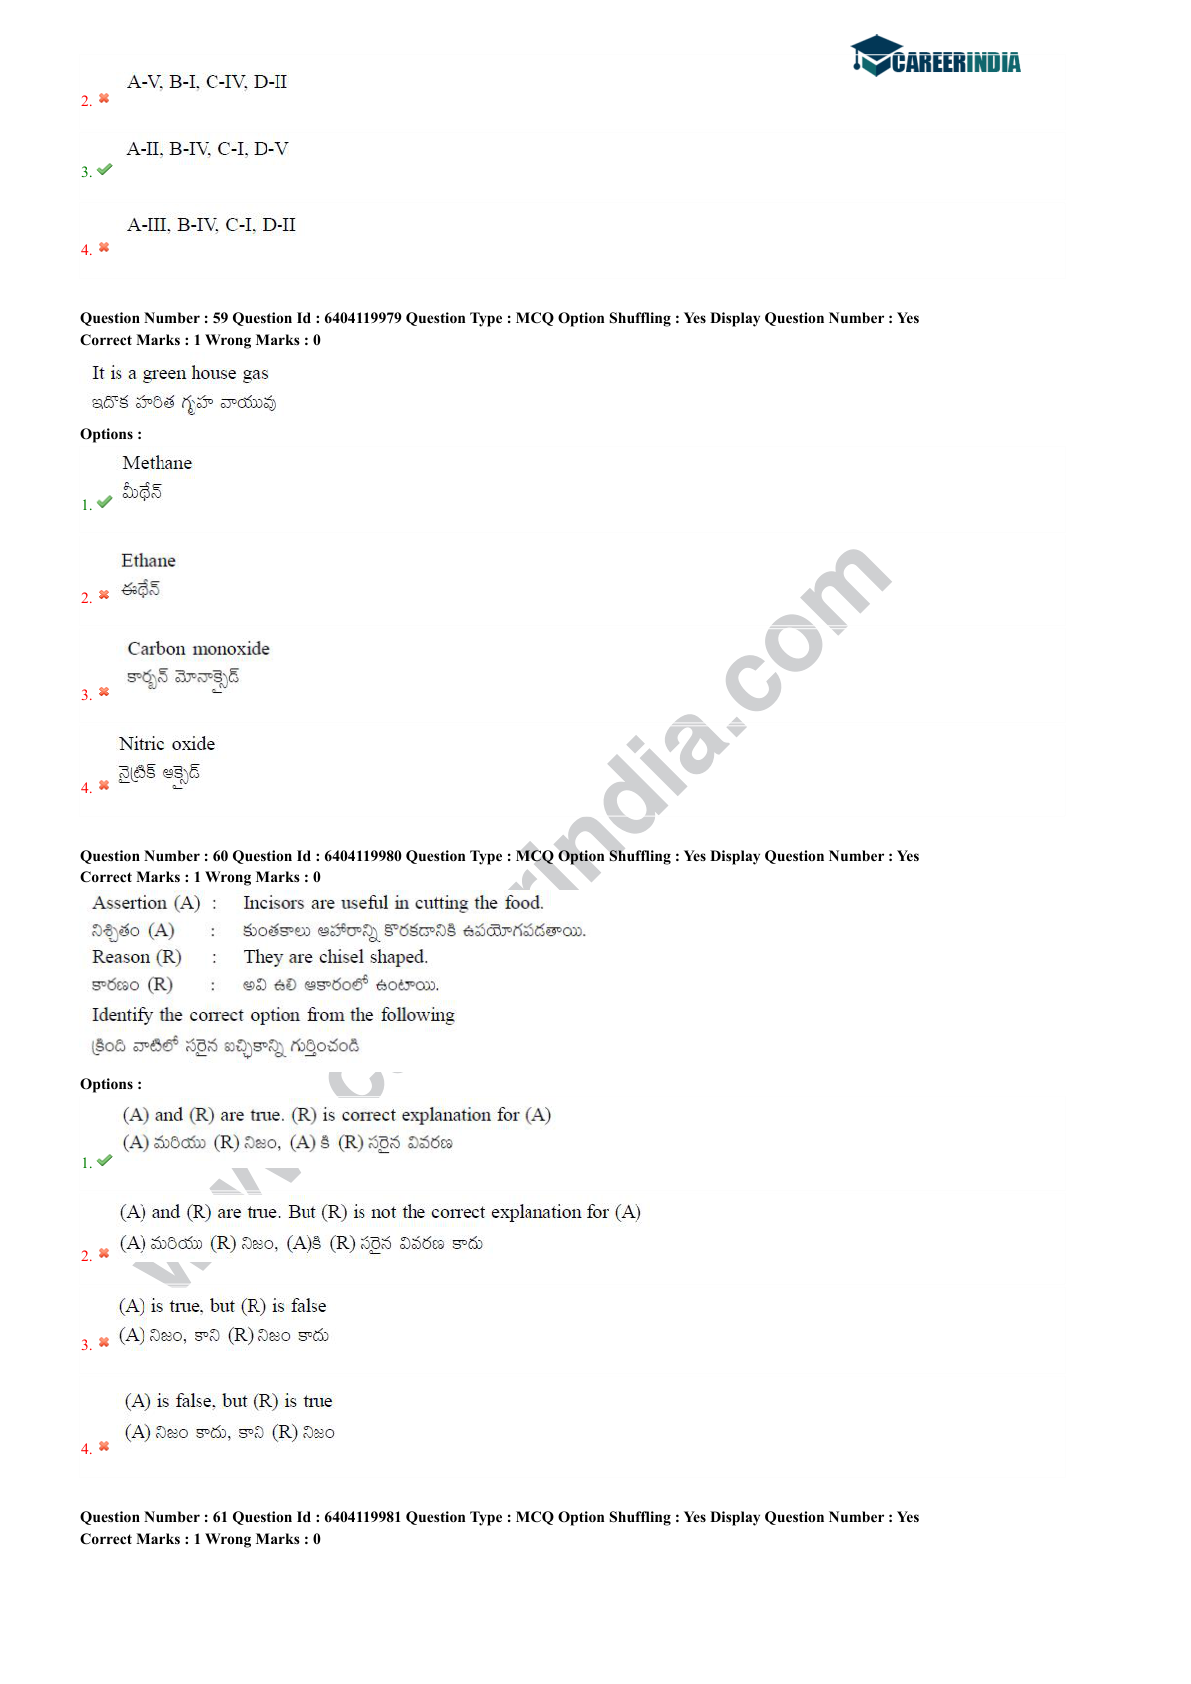 CAREERINDIA
A-V, B-I, C-IV, D-II
2.
A-II, B-IV, C-I, D-V
3.
A-III, B-IV, C-I, D-II
4.
Question Number : 59 Question Id : 6404119979 Question Type : MCQ Option Shuffling : Yes Display Question Number : Yes
Correct Marks : 1 Wrong Marks : 0
It is a green house gas
ఇదొక హరిత గృహ వాయువు
Options :
Methane
మీథేన్
1.
Ethane
ఈథేన్
2.
Carbon monoxide
కార్బన్ మోనాక్సైడ్
3.
Nitric oxide
నైట్రిక్ ఆక్సైడ్
4.
Question Number : 60 Question Id : 6404119980 Question Type : MCQ Option Shuffling : Yes Display Question Number : Yes
Correct Marks : 1 Wrong Marks : 0
Assertion (A) : Incisors are useful in cutting the food.
నిశ్చితం (A) : కుంతకాలు ఆహారాన్ని కొరకడానికి ఉపయోగపడతాయి.
Reason (R) : They are chisel shaped.
కారణం (R) : అవి ఉలి ఆకారంలో ఉంటాయి.
Identify the correct option from the following
క్రింది వాటిలో సరైన ఐచ్ఛికాన్ని గుర్తించండి
Options :
(A) and (R) are true. (R) is correct explanation for (A)
(A) మరియు (R) నిజం, (A) కి (R) సరైన వివరణ
1.
(A) and (R) are true. But (R) is not the correct explanation for (A)
(A) మరియు (R) నిజం, (A)కి (R) సరైన వివరణ కాదు
2.
(A) is true, but (R) is false
(A) నిజం, కాని (R) నిజం కాదు
3.
(A) is false, but (R) is true
(A) నిజం కాదు, కాని (R) నిజం
4.
Question Number : 61 Question Id : 6404119981 Question Type : MCQ Option Shuffling : Yes Display Question Number : Yes
Correct Marks : 1 Wrong Marks : 0